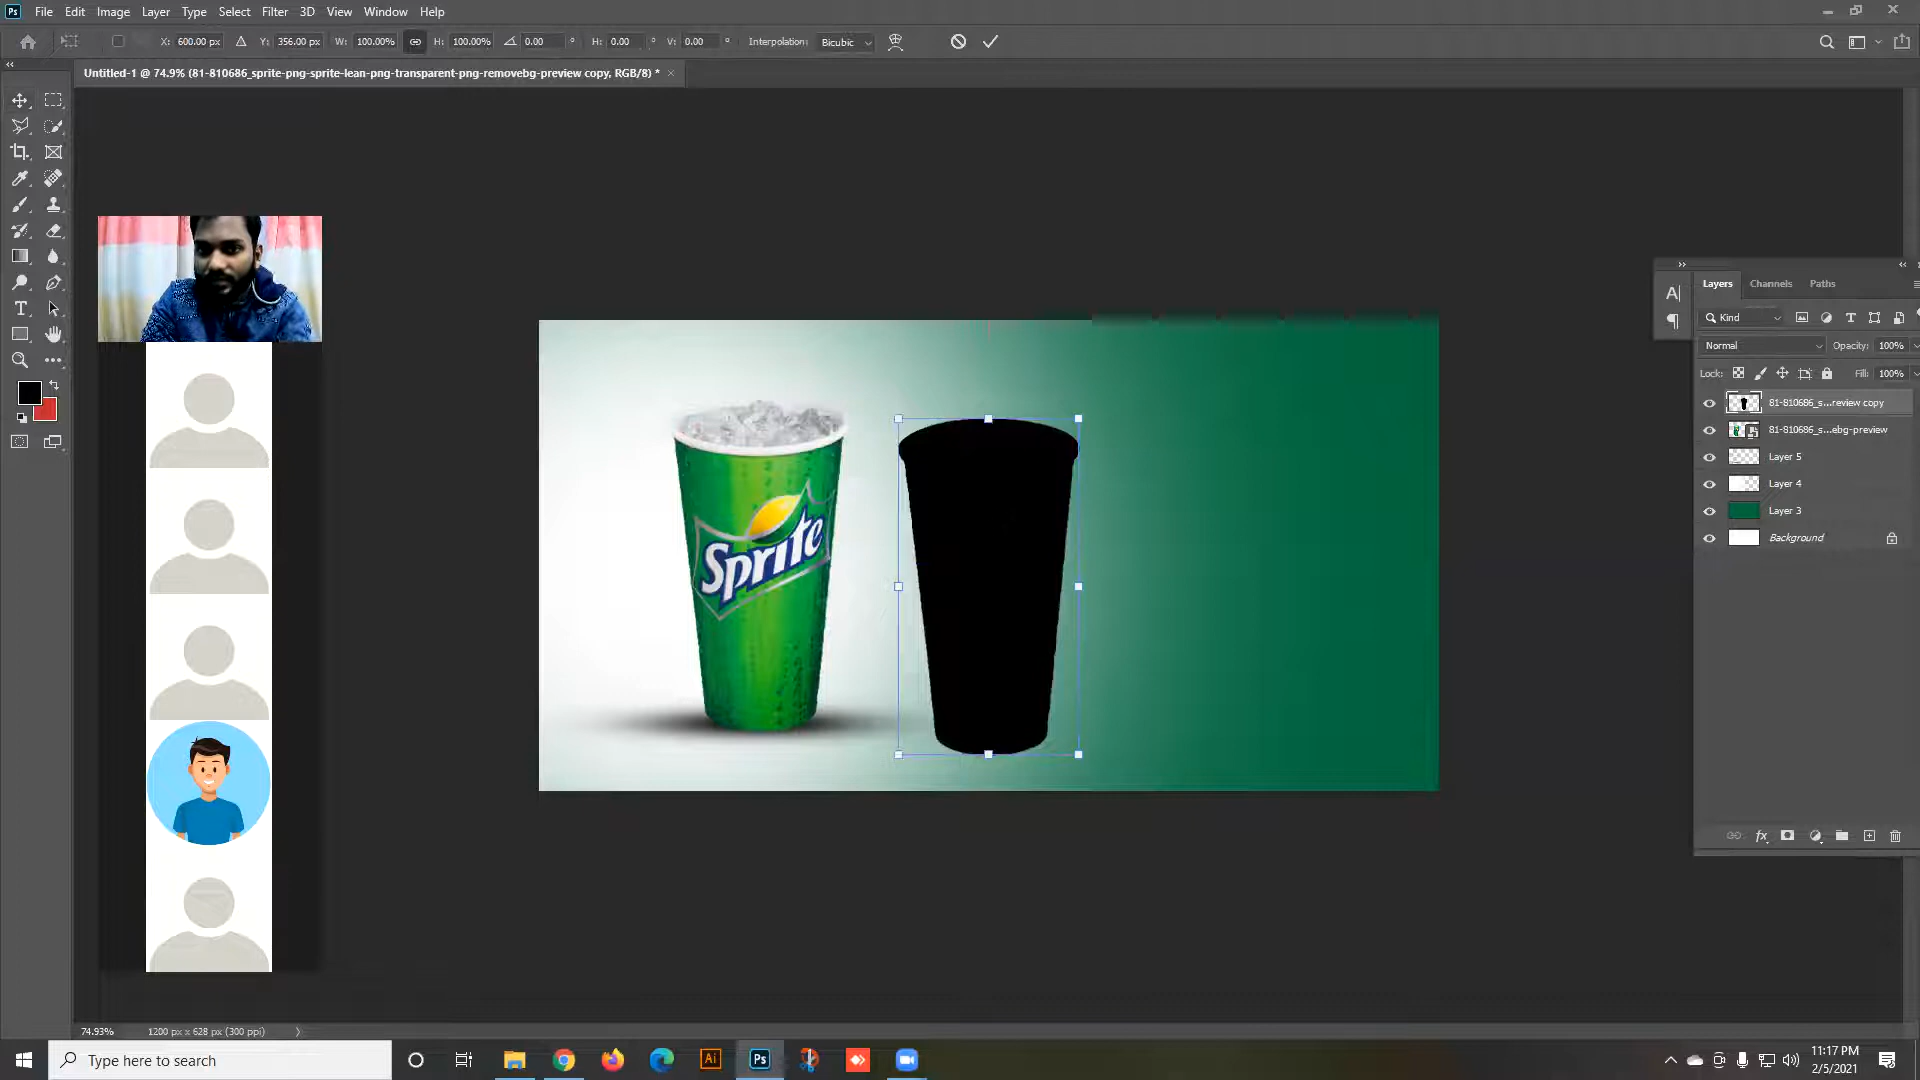 Ps File Edit Image Layer Type Select Filter 3D View Window Help
X: 600.00 px Y: 356.00 px W: 100.00% H: 100.00% 0.00 ° H: 0.00 ° V: 0.00 ° Interpolation: Bicubic
Untitled-1 @ 74.9% (81-810686_sprite-png-sprite-lean-png-transparent-png-removebg-preview copy, RGB/8) * ×
Layers Channels Paths
Kind
Normal Opacity: 100%
Lock: Fill: 100%
81-810686_s...review copy
81-810686_s...ebg-preview
Layer 5
Layer 4
Layer 3
Background
Sprite
fx
74.93% 1200 px x 628 px (300 ppi)
Type here to search
Ai
Ps
11:17 PM
2/5/2021